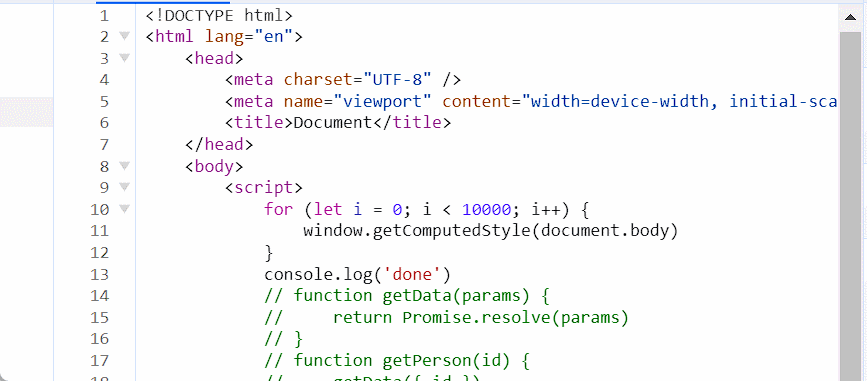 1 <!DOCTYPE html>
2 <html lang="en">
3 <head>
4 <meta charset="UTF-8" />
5 <meta name="viewport" content="width=device-width, initial-sca
6 <title>Document</title>
7 </head>
8 <body>
9 <script>
10 for (let i = 0; i < 10000; i++) {
11 window.getComputedStyle(document.body)
12 }
13 console.log('done')
14 // function getData(params) {
15 // return Promise.resolve(params)
16 // }
17 // function getPerson(id) {
18 // getData({ id })